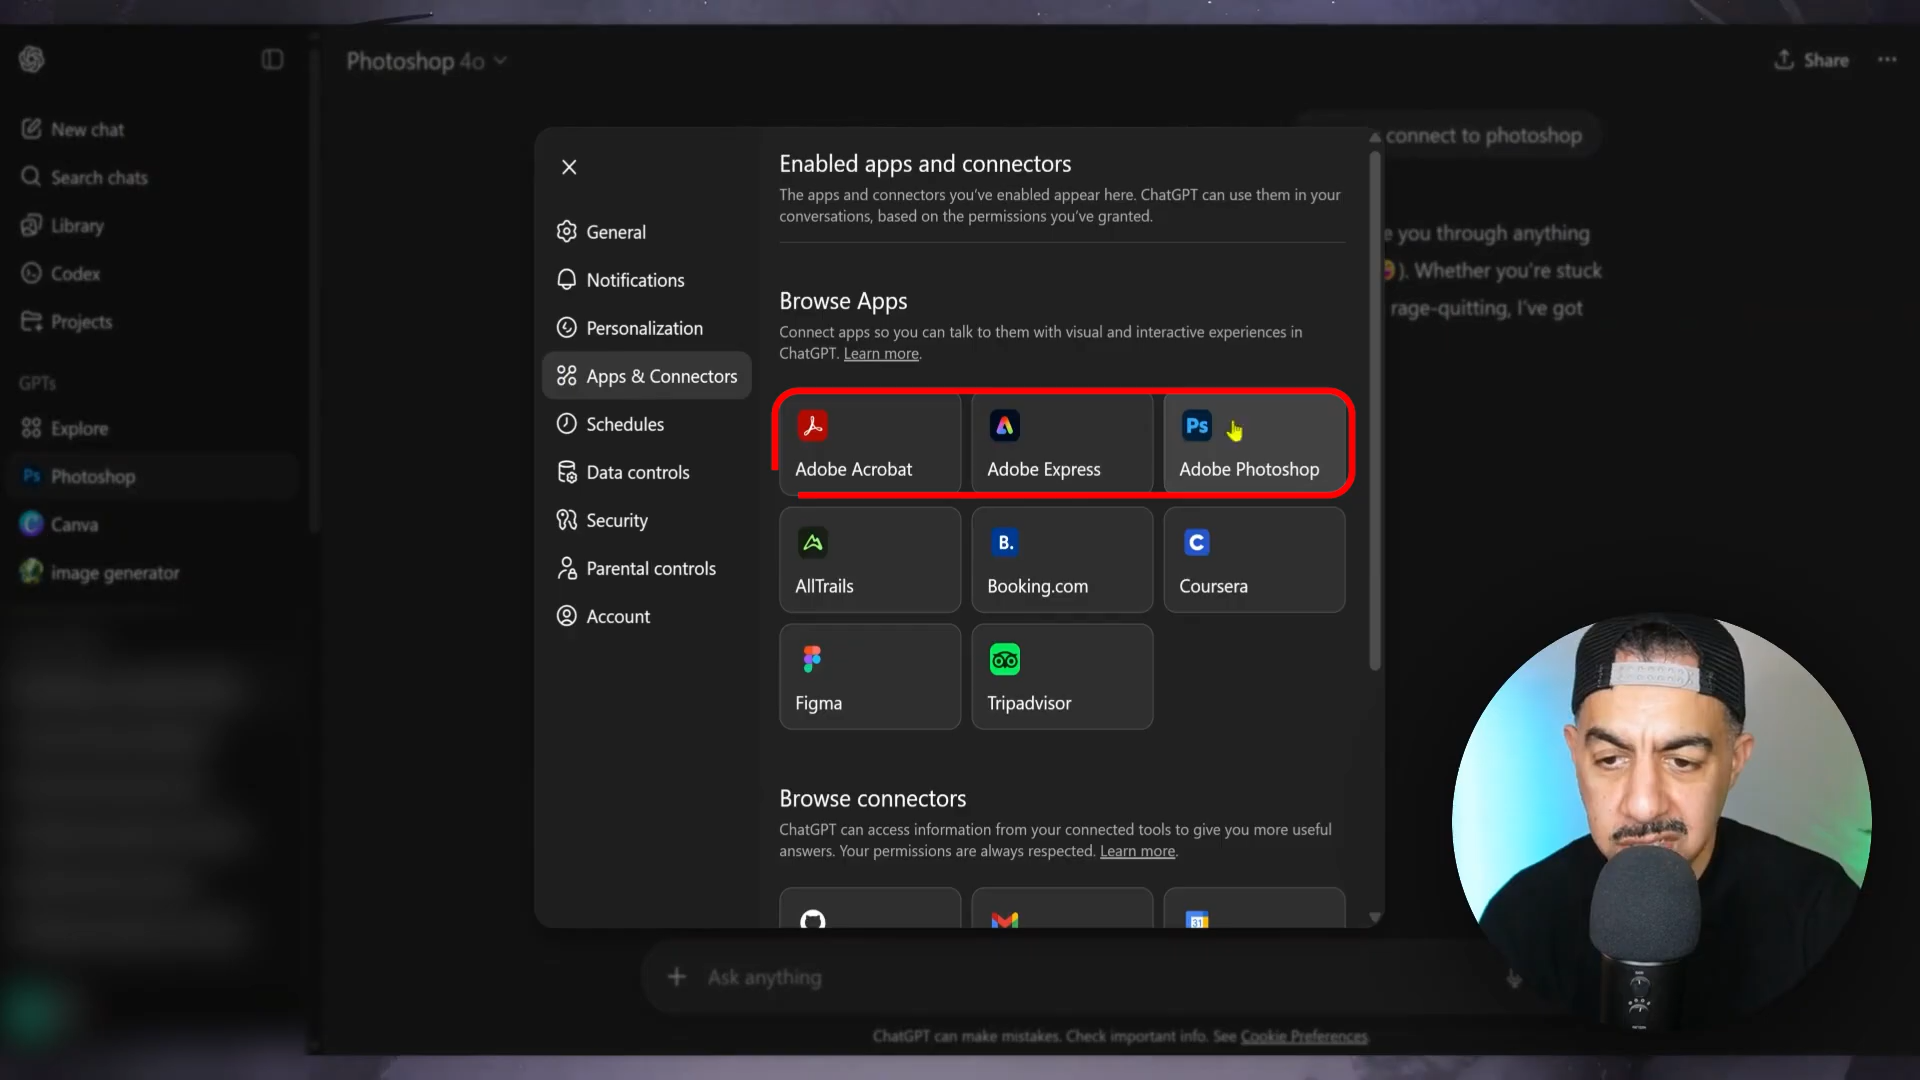 Photoshop 4o
Share
New chat
Search chats
Library
Codex
Projects
GPTs
Explore
Ps Photoshop
Canva
image generator
connect to photoshop
e you through anything
). Whether you're stuck
rage-quitting, I've got
General
Notifications
Personalization
Apps & Connectors
Schedules
Data controls
Security
Parental controls
Account
Enabled apps and connectors
The apps and connectors you've enabled appear here. ChatGPT can use them in your
conversations, based on the permissions you've granted.
Browse Apps
Connect apps so you can talk to them with visual and interactive experiences in
ChatGPT. Learn more.
Adobe Acrobat
Adobe Express
Ps
Adobe Photoshop
AllTrails
B.
Booking.com
C
Coursera
Figma
Tripadvisor
Browse connectors
ChatGPT can access information from your connected tools to give you more useful
answers. Your permissions are always respected. Learn more.
31
Ask anything
ChatGPT can make mistakes. Check important info. See Cookie Preferences